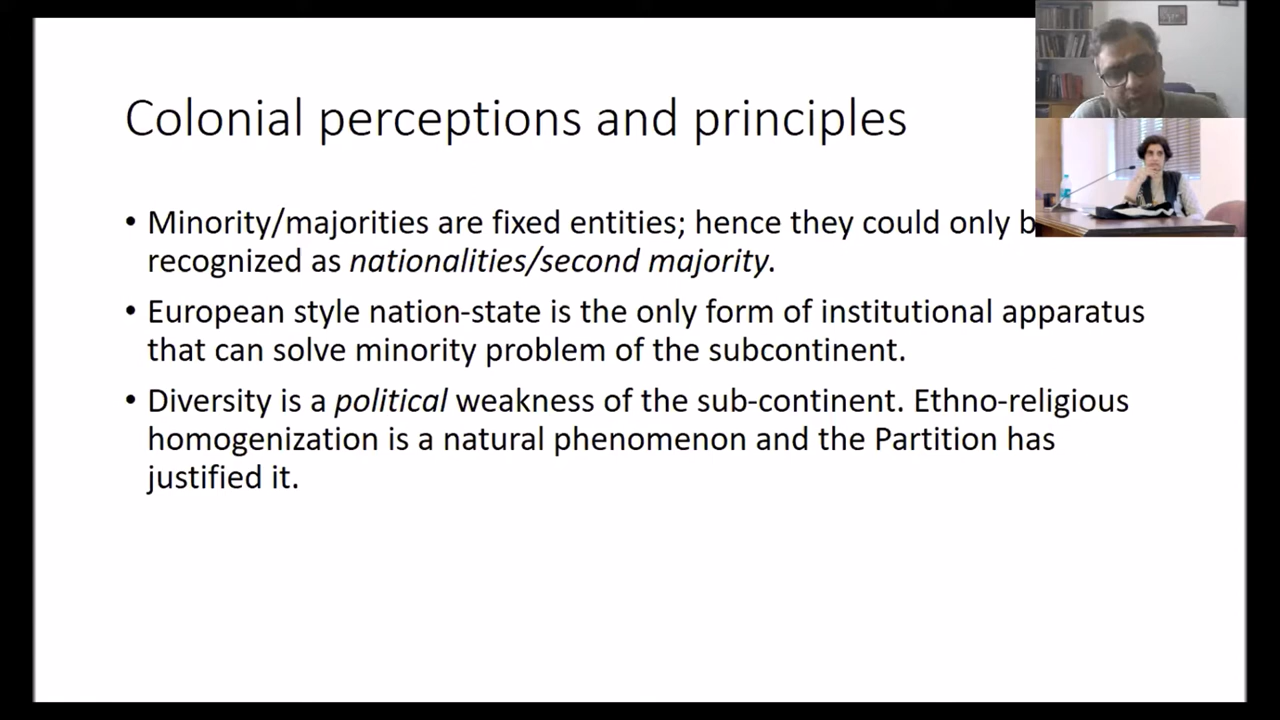 Colonial perceptions and principles
• Minority/majorities are fixed entities; hence they could only
recognized as nationalities/second majority.
• European style nation-state is the only form of institutional apparatus
that can solve minority problem of the subcontinent.
• Diversity is a political weakness of the sub-continent. Ethno-religious
homogenization is a natural phenomenon and the Partition has
justified it.